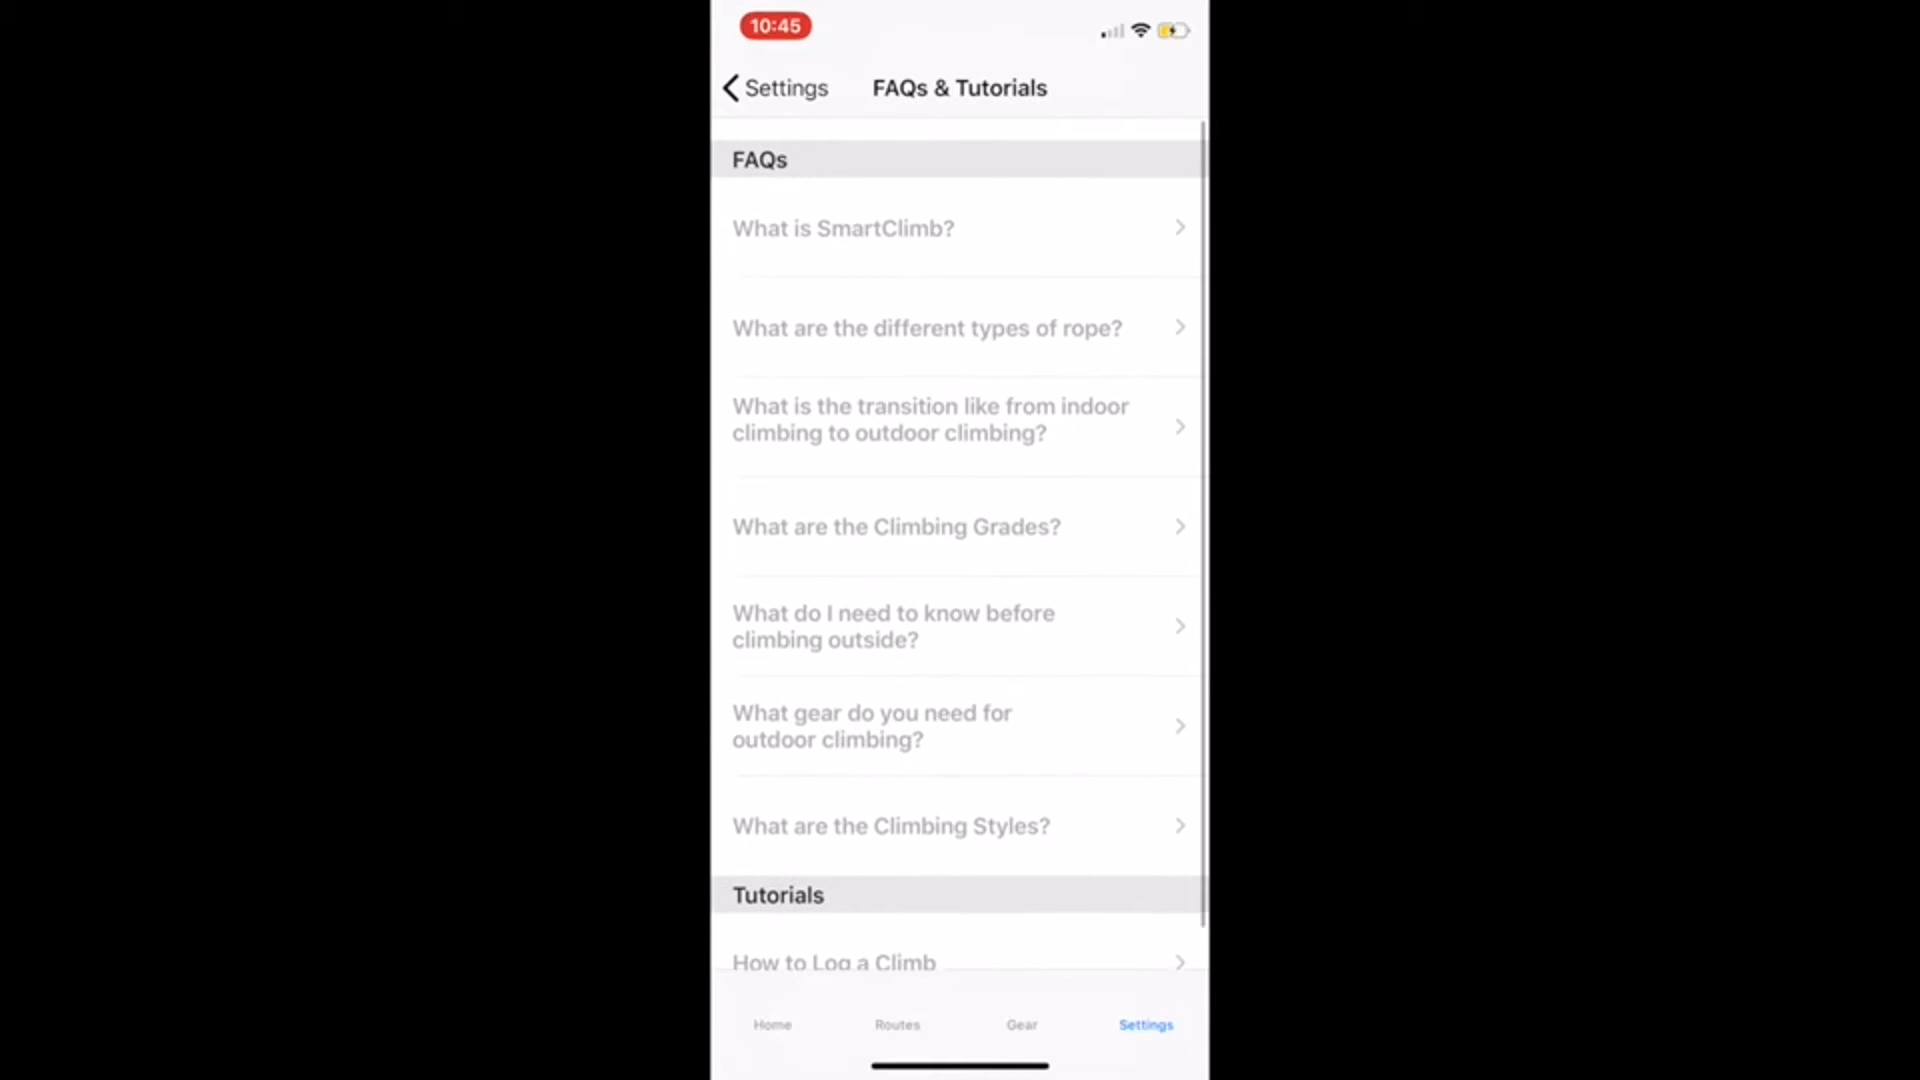 10:45
Settings
FAQs & Tutorials
FAQs
What is SmartClimb?
What are the different types of rope?
What is the transition like from indoor
climbing to outdoor climbing?
What are the Climbing Grades?
What do I need to know before
climbing outside?
What gear do you need for
outdoor climbing?
What are the Climbing Styles?
Tutorials
How to Log a Climb
Home
Routes
Gear
Settings